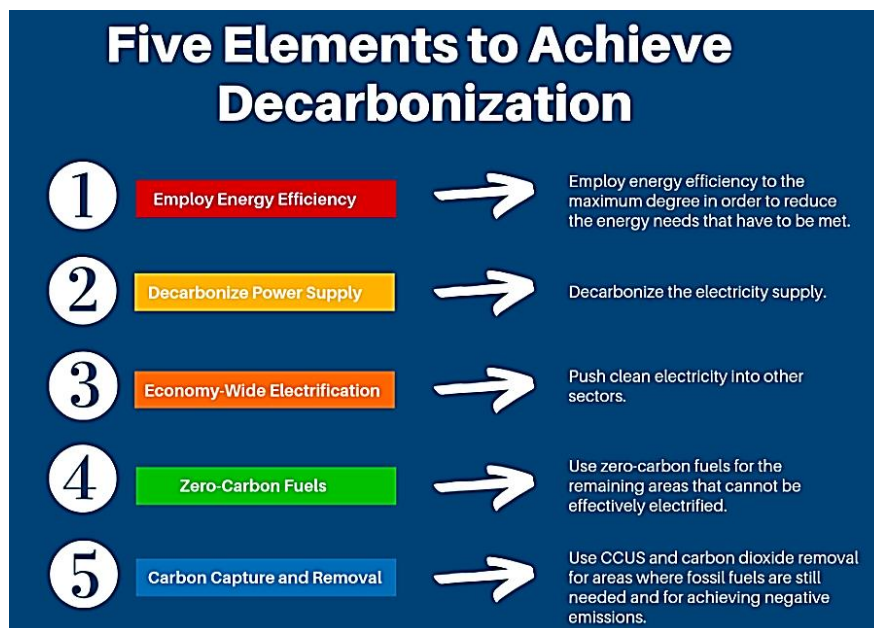 Five Elements to Achieve
Decarbonization
1
Employ Energy Efficiency
Employ energy efficiency to the
maximum degree in order to reduce
the energy needs that have to be met.
2
Decarbonize Power Supply
Decarbonize the electricity supply.
3
Economy-Wide Electrification
Push clean electricity into other
sectors.
4
Zero-Carbon Fuels
Use zero-carbon fuels for the
remaining areas that cannot be
effectively electrified.
5
Carbon Capture and Removal
Use CCUS and carbon dioxide removal
for areas where fossil fuels are still
needed and for achieving negative
emissions.